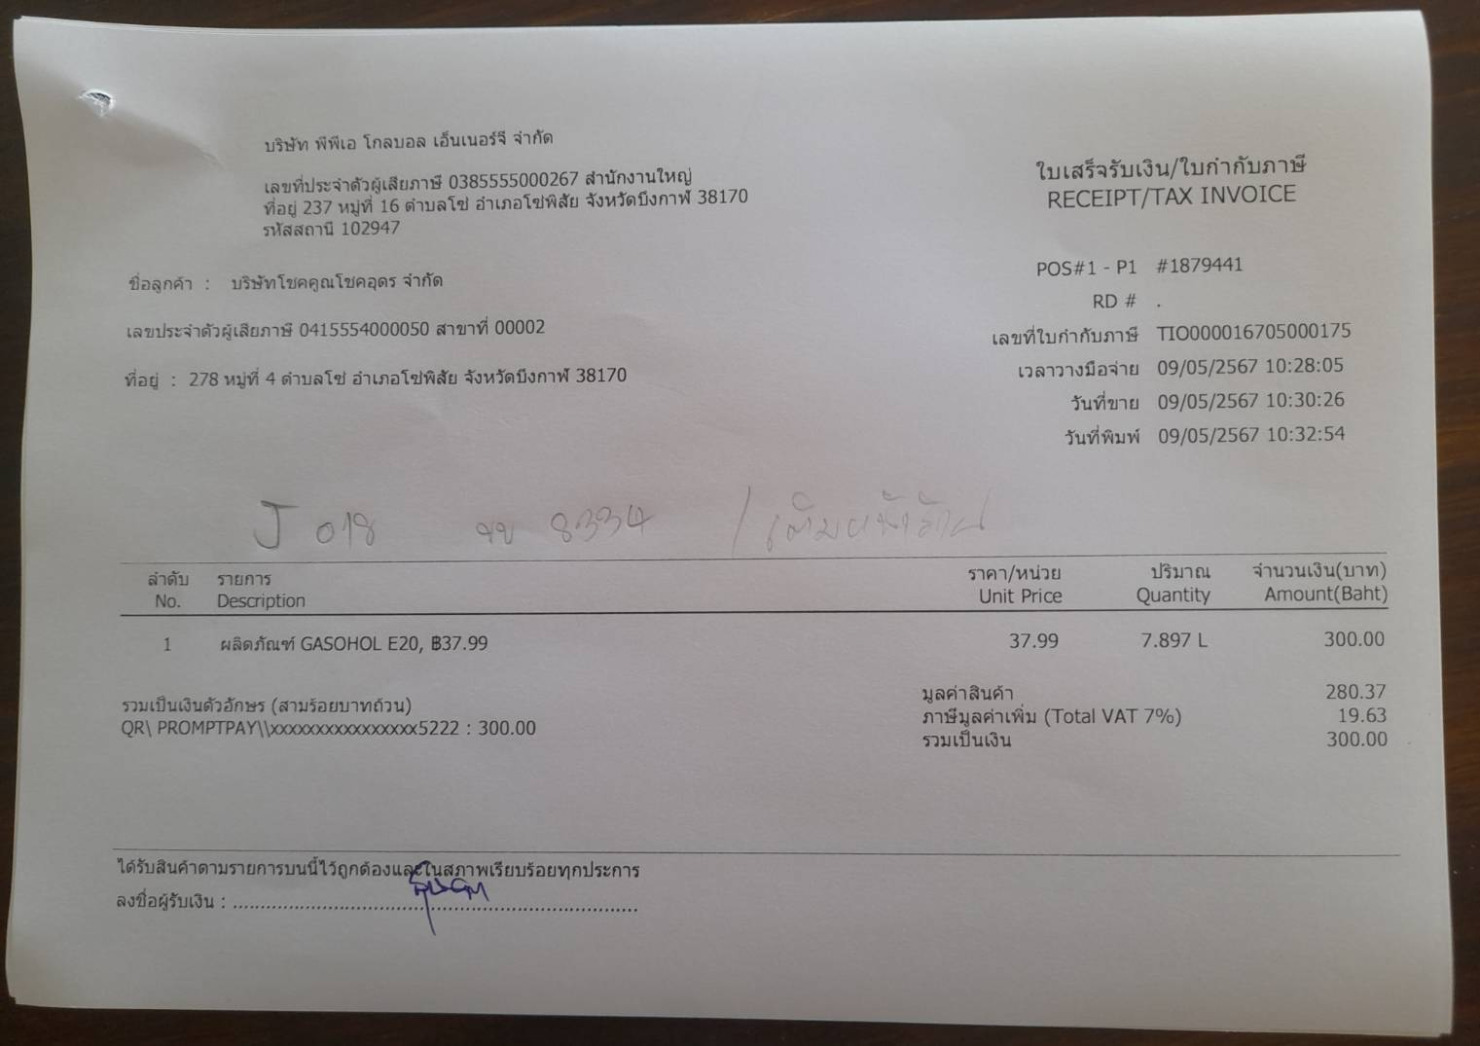 บริษัท พีพีเอ โกลบอล เอ็นเนอร์จี จำกัด
เลขที่ประจำตัวผู้เสียภาษี 0385555000267 สำนักงานใหญ่
ที่อยู่ 237 หมู่ที่ 16 ตำบลโซ่ อำเภอโซ่พิสัย จังหวัดบึงกาฬ 38170
รหัสสถานี 102947
ใบเสร็จรับเงิน/ใบกำกับภาษี
RECEIPT/TAX INVOICE
ชื่อลูกค้า : บริษัทโชคคูณโชคอุดร จำกัด
เลขประจำตัวผู้เสียภาษี 0415554000050 สาขาที่ 00002
ที่อยู่ : 278 หมู่ที่ 4 ตำบลโซ่ อำเภอโซ่พิสัย จังหวัดบึงกาฬ 38170
POS#1 - P1 #1879441
RD # .
เลขที่ใบกำกับภาษี TIO000016705000175
เวลาวางมือจ่าย 09/05/2567 10:28:05
วันที่ขาย 09/05/2567 10:30:26
วันที่พิมพ์ 09/05/2567 10:32:54
J 018 8334 /
ลำดับ รายการ ราคา/หน่วย ปริมาณ จำนวนเงิน(บาท)
No. Description Unit Price Quantity Amount(Baht)
1 ผลิตภัณฑ์ GASOHOL E20, ฿37.99 37.99 7.897 L 300.00
รวมเป็นเงินตัวอักษร (สามร้อยบาทถ้วน)
QR\ PROMPTPAY\\xxxxxxxxxxxxxxxx5222 : 300.00
มูลค่าสินค้า 280.37
ภาษีมูลค่าเพิ่ม (Total VAT 7%) 19.63
รวมเป็นเงิน 300.00
ได้รับสินค้าตามรายการบนนี้ไว้ถูกต้องและในสภาพเรียบร้อยทุกประการ
ลงชื่อผู้รับเงิน :